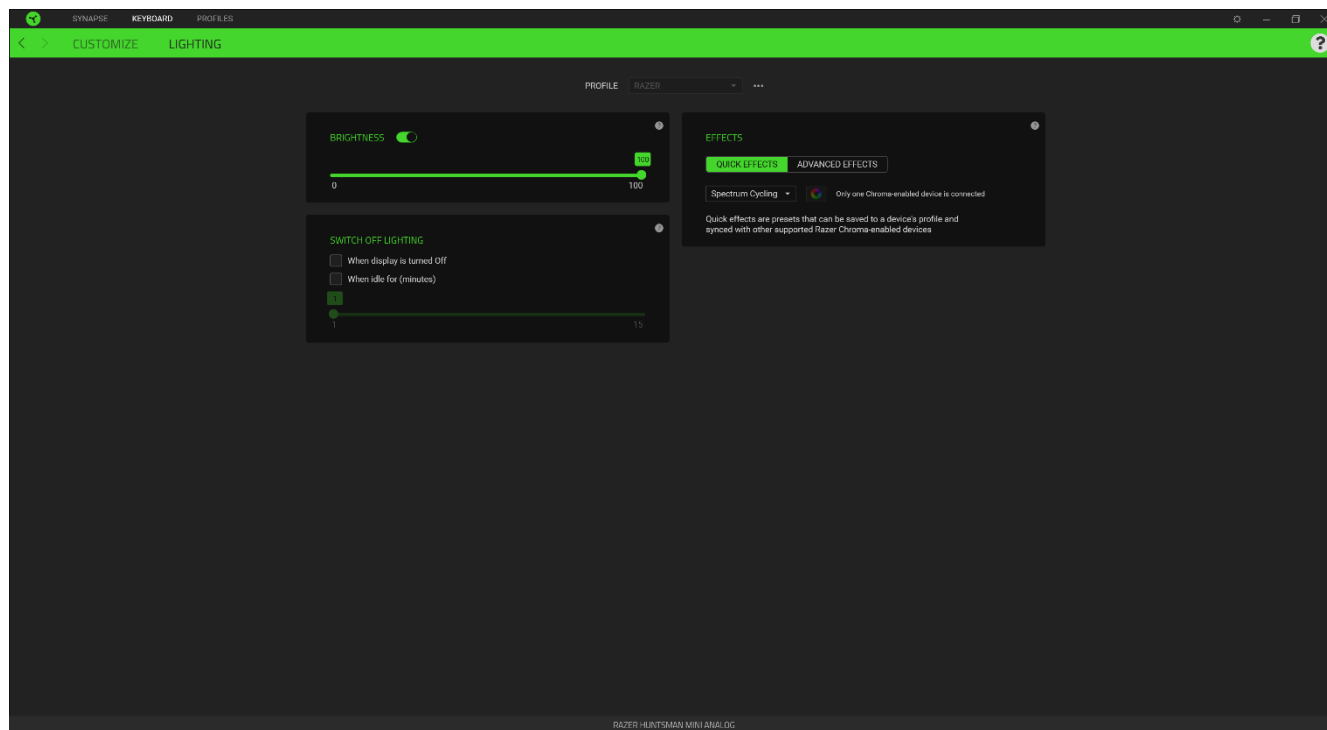 SYNAPSE KEYBOARD PROFILES
CUSTOMIZE LIGHTING
?
PROFILE RAZER
BRIGHTNESS
?
100
0 100
SWITCH OFF LIGHTING
?
When display is turned Off
When idle for (minutes)
1
1 15
EFFECTS
?
QUICK EFFECTS ADVANCED EFFECTS
Spectrum Cycling Only one Chroma-enabled device is connected
Quick effects are presets that can be saved to a device's profile and
synced with other supported Razer Chroma-enabled devices
RAZER HUNTSMAN MINI ANALOG